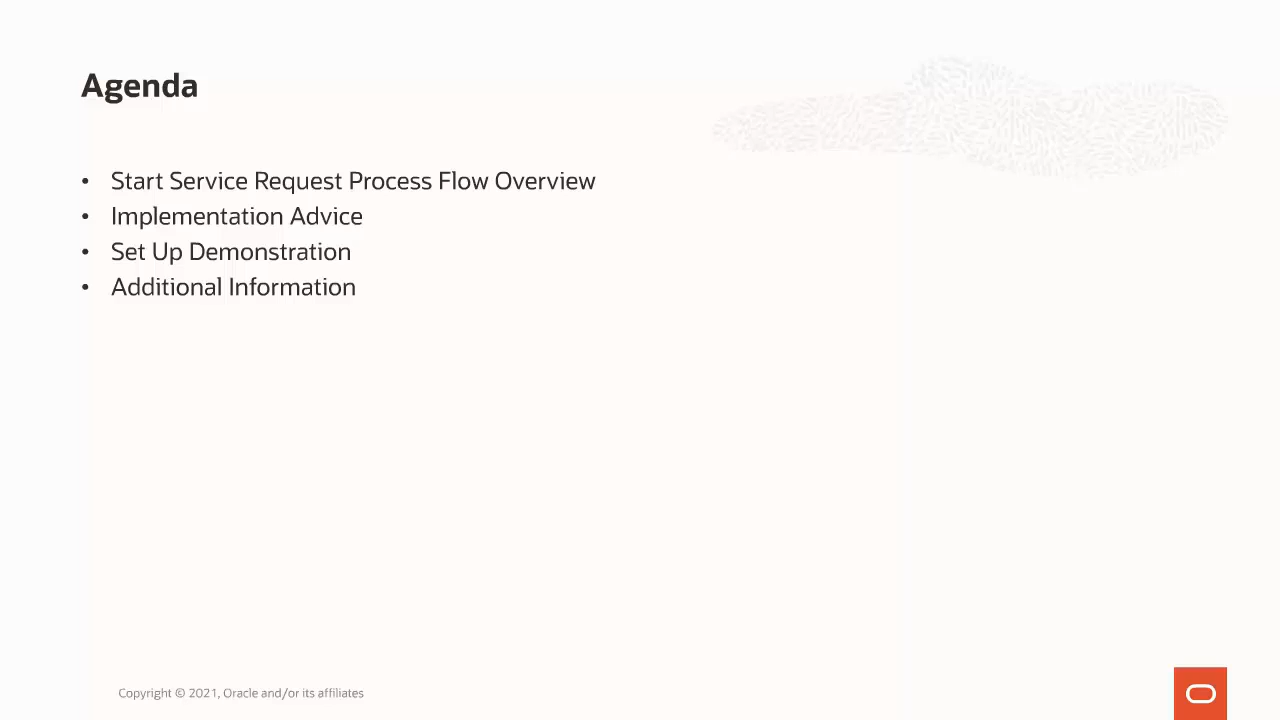 Agenda
• Start Service Request Process Flow Overview
• Implementation Advice
• Set Up Demonstration
• Additional Information
Copyright © 2021, Oracle and/or its affiliates